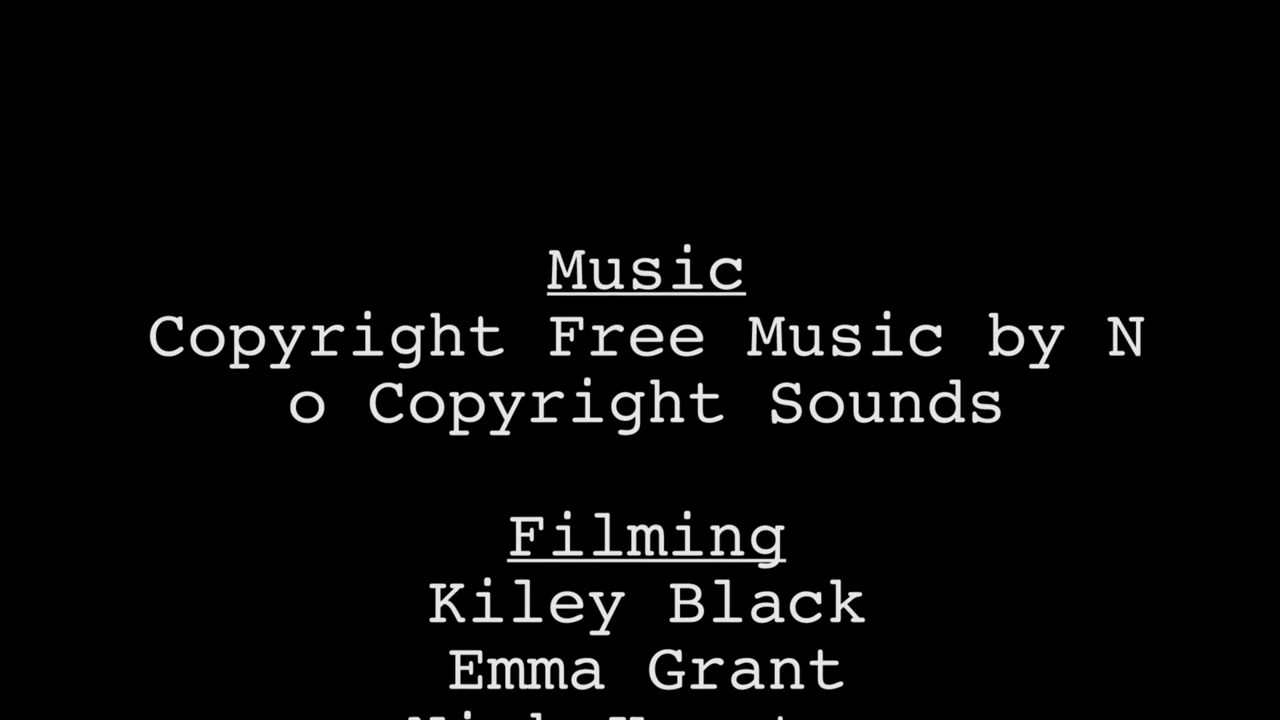 Music
Copyright Free Music by N
o Copyright Sounds
Filming
Kiley Black
Emma Grant